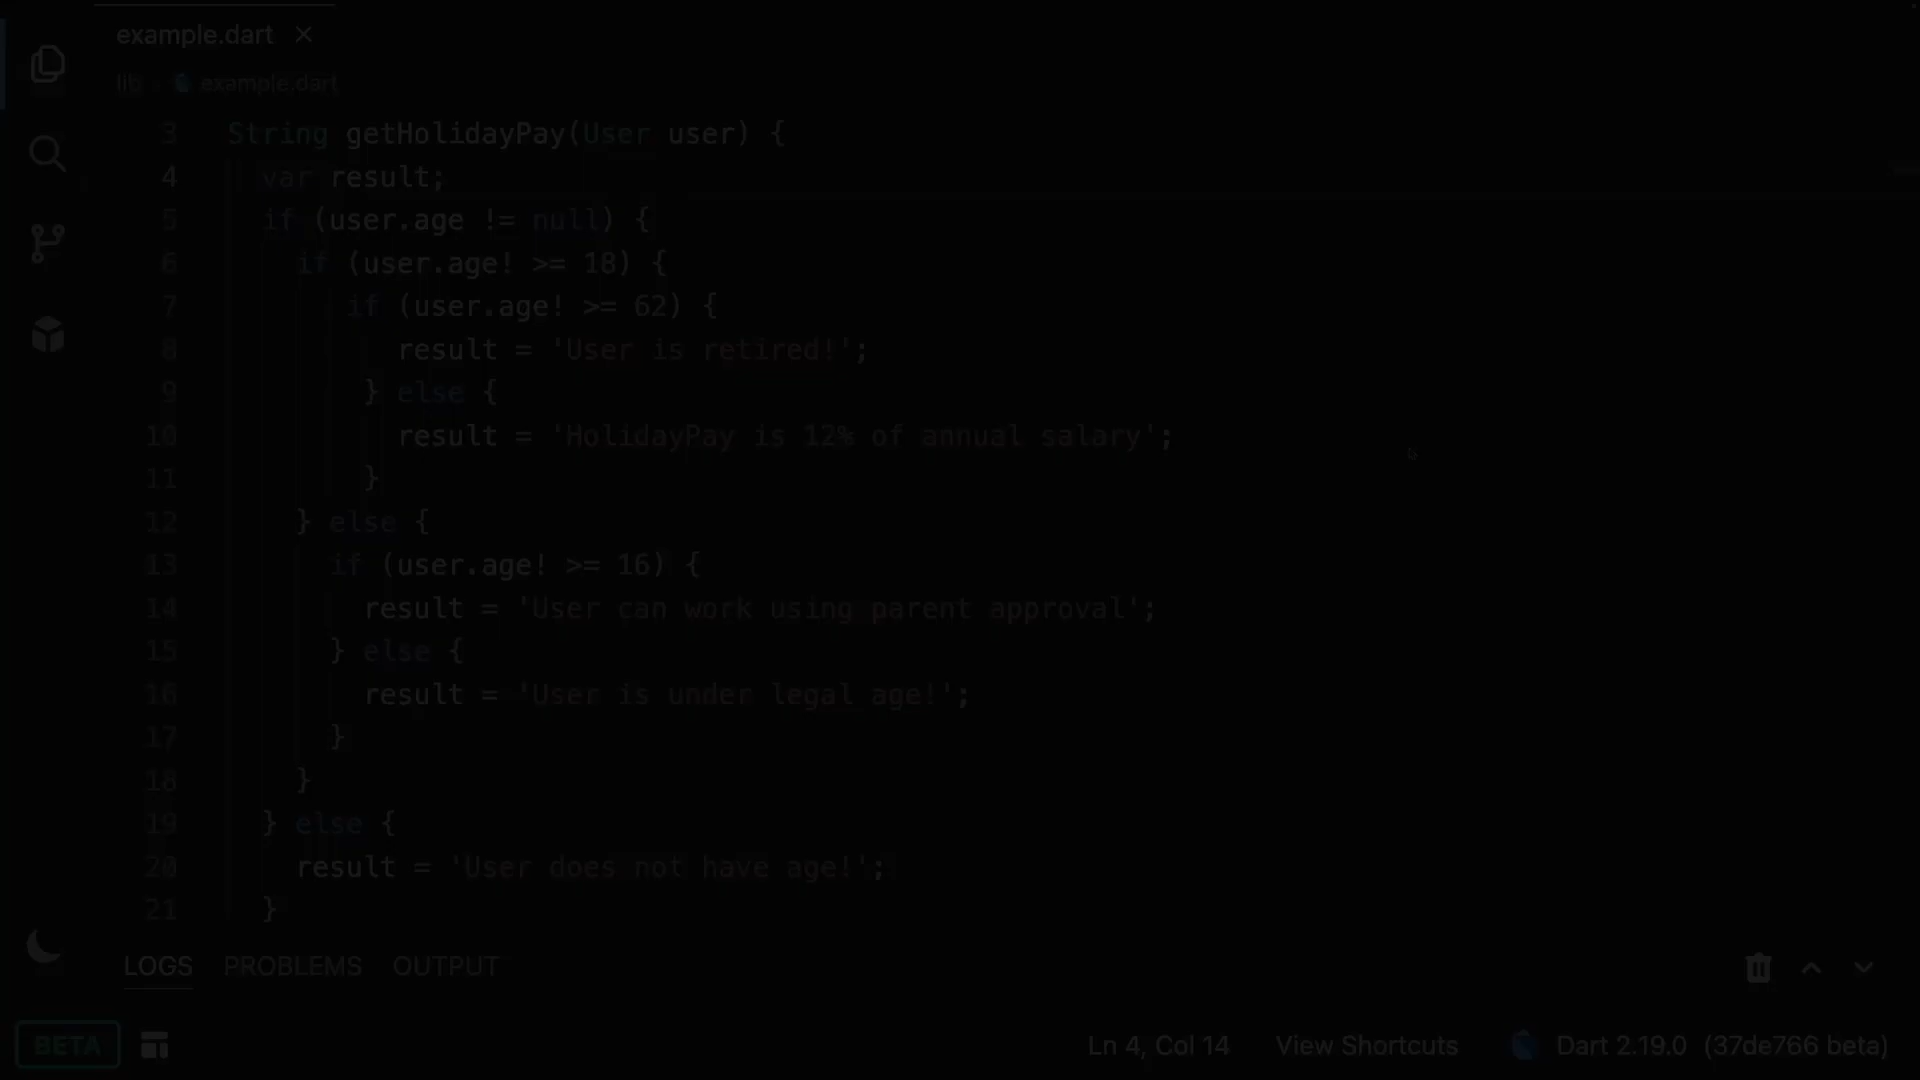 example.dart
lib example.dart
3 String getHolidayPay(User user) {
4 var result;
5 if (user.age != null) {
6 if (user.age! >= 18) {
7 if (user.age! >= 62) {
8 result = 'User is retired!';
9 } else {
10 result = 'HolidayPay is 12% of annual salary';
11 }
12 } else {
13 if (user.age! >= 16) {
14 result = 'User can work using parent approval';
15 } else {
16 result = 'User is under legal age!';
17 }
18 }
19 } else {
20 result = 'User does not have age!';
21 }
LOGS PROBLEMS OUTPUT
BETA Ln 4, Col 14 View Shortcuts Dart 2.19.0 (37de766 beta)